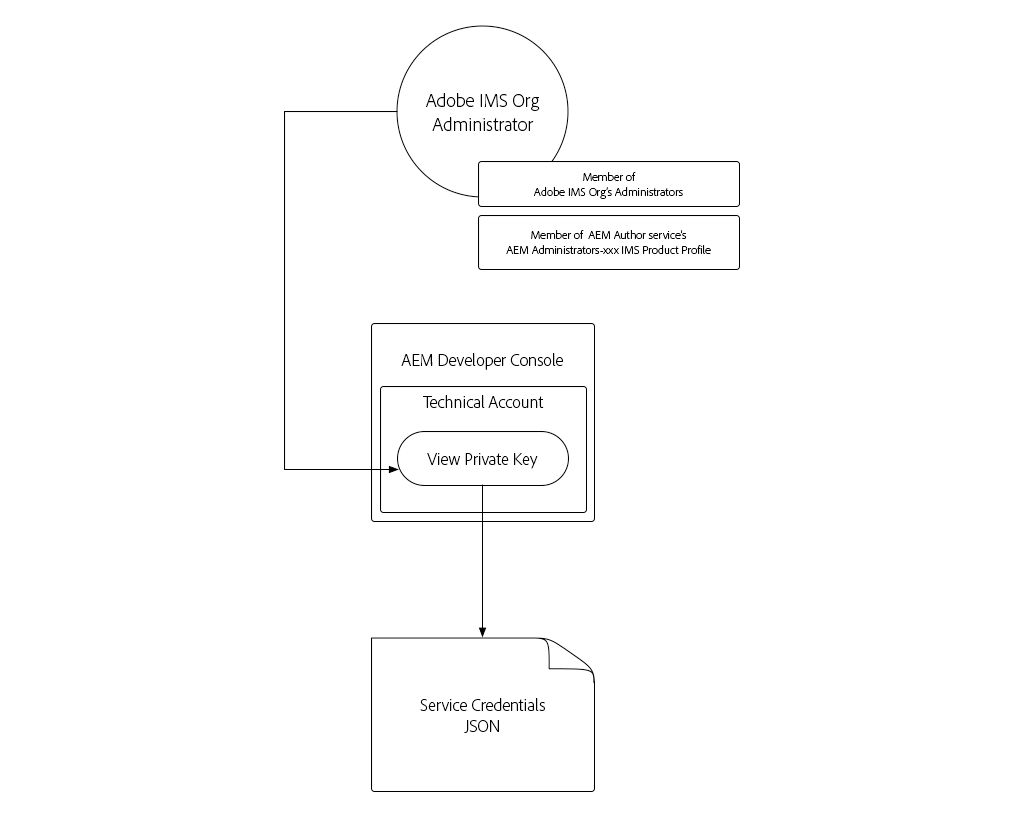 Adobe IMS Org
Administrator
Member of
Adobe IMS Org's Administrators
Member of AEM Author service's
AEM Administrators-xxx IMS Product Profile
AEM Developer Console
Technical Account
View Private Key
Service Credentials
JSON